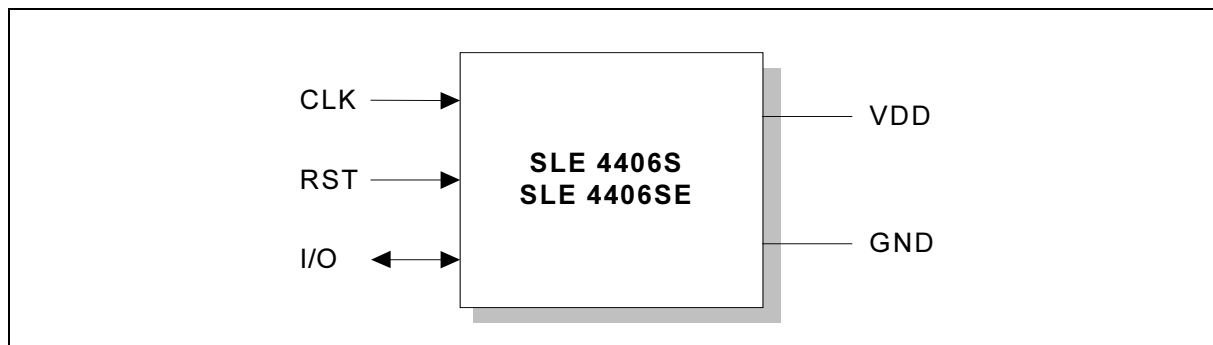 CLK
RST
I/O
SLE 4406S
SLE 4406SE
VDD
GND